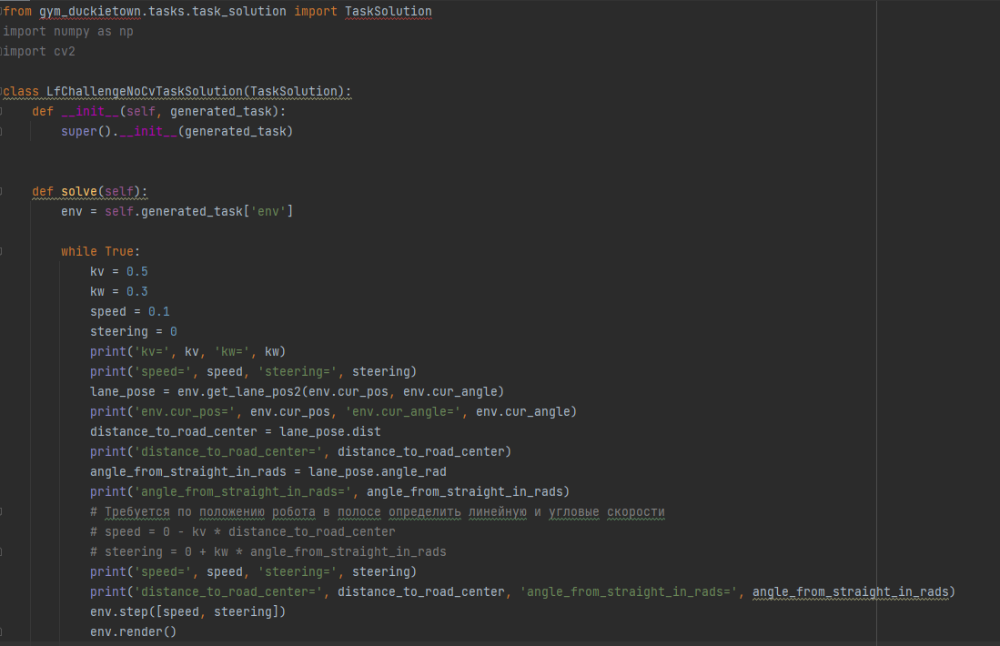 from gym_duckietown.tasks.task_solution import TaskSolution
import numpy as np
import cv2
class LfChallengeNoCvTaskSolution(TaskSolution):
    def __init__(self, generated_task):
        super().__init__(generated_task)
    def solve(self):
        env = self.generated_task['env']
        while True:
            kv = 0.5
            kw = 0.3
            speed = 0.1
            steering = 0
            print('kv=', kv, 'kw=', kw)
            print('speed=', speed, 'steering=', steering)
            lane_pose = env.get_lane_pos2(env.cur_pos, env.cur_angle)
            print('env.cur_pos=', env.cur_pos, 'env.cur_angle=', env.cur_angle)
            distance_to_road_center = lane_pose.dist
            print('distance_to_road_center=', distance_to_road_center)
            angle_from_straight_in_rads = lane_pose.angle_rad
            print('angle_from_straight_in_rads=', angle_from_straight_in_rads)
            # Требуется по положению робота в полосе определить линейную и угловые скорости
            # speed = 0 - kv * distance_to_road_center
            # steering = 0 + kw * angle_from_straight_in_rads
            print('speed=', speed, 'steering=', steering)
            print('distance_to_road_center=', distance_to_road_center, 'angle_from_straight_in_rads=', angle_from_straight_in_rads)
            env.step([speed, steering])
            env.render()